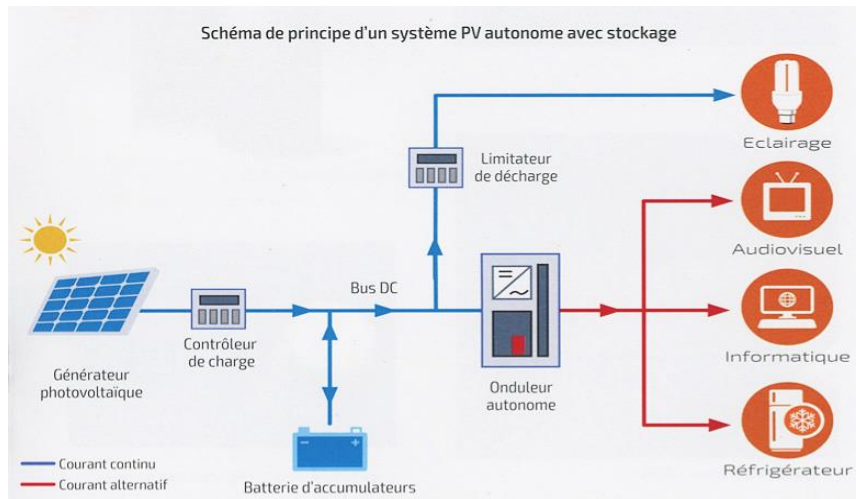 Schéma de principe d'un système PV autonome avec stockage
Eclairage
Limitateur
de décharge
Audiovisuel
Bus DC
Contrôleur
de charge
Générateur
photovoltaïque
Onduleur
autonome
Informatique
Courant continu
Courant alternatif
Batterie d'accumulateurs
Réfrigérateur